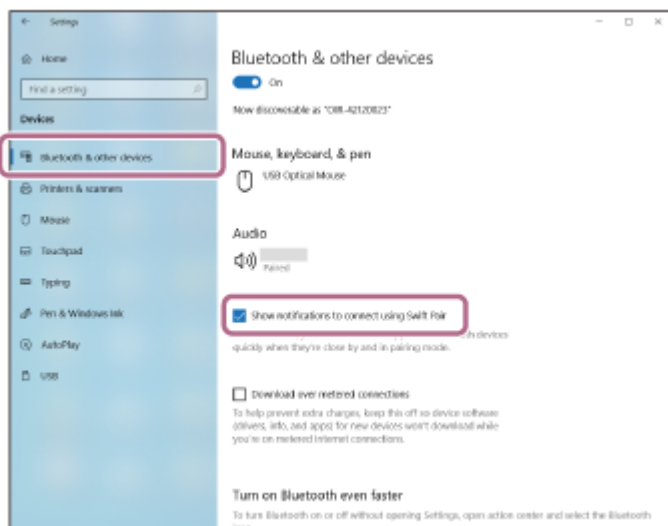 Settings
Home
Find a setting
Devices
Bluetooth & other devices
Printers & scanners
Mouse
Touchpad
Typing
Pen & Windows Ink
AutoPlay
USB
Bluetooth & other devices
On
Now discoverable as
Mouse, keyboard, & pen
USB Optical Mouse
Audio
Paired
Show notifications to connect using Swift Pair
devices
quickly when they're close by and in pairing mode.
Download over metered connections
To help prevent extra charges, keep this off so device software
(drivers, info, and apps) for new devices won't download while
you're on metered internet connections.
Turn on Bluetooth even faster
To turn Bluetooth on or off without opening Settings, open action center and select the Bluetooth